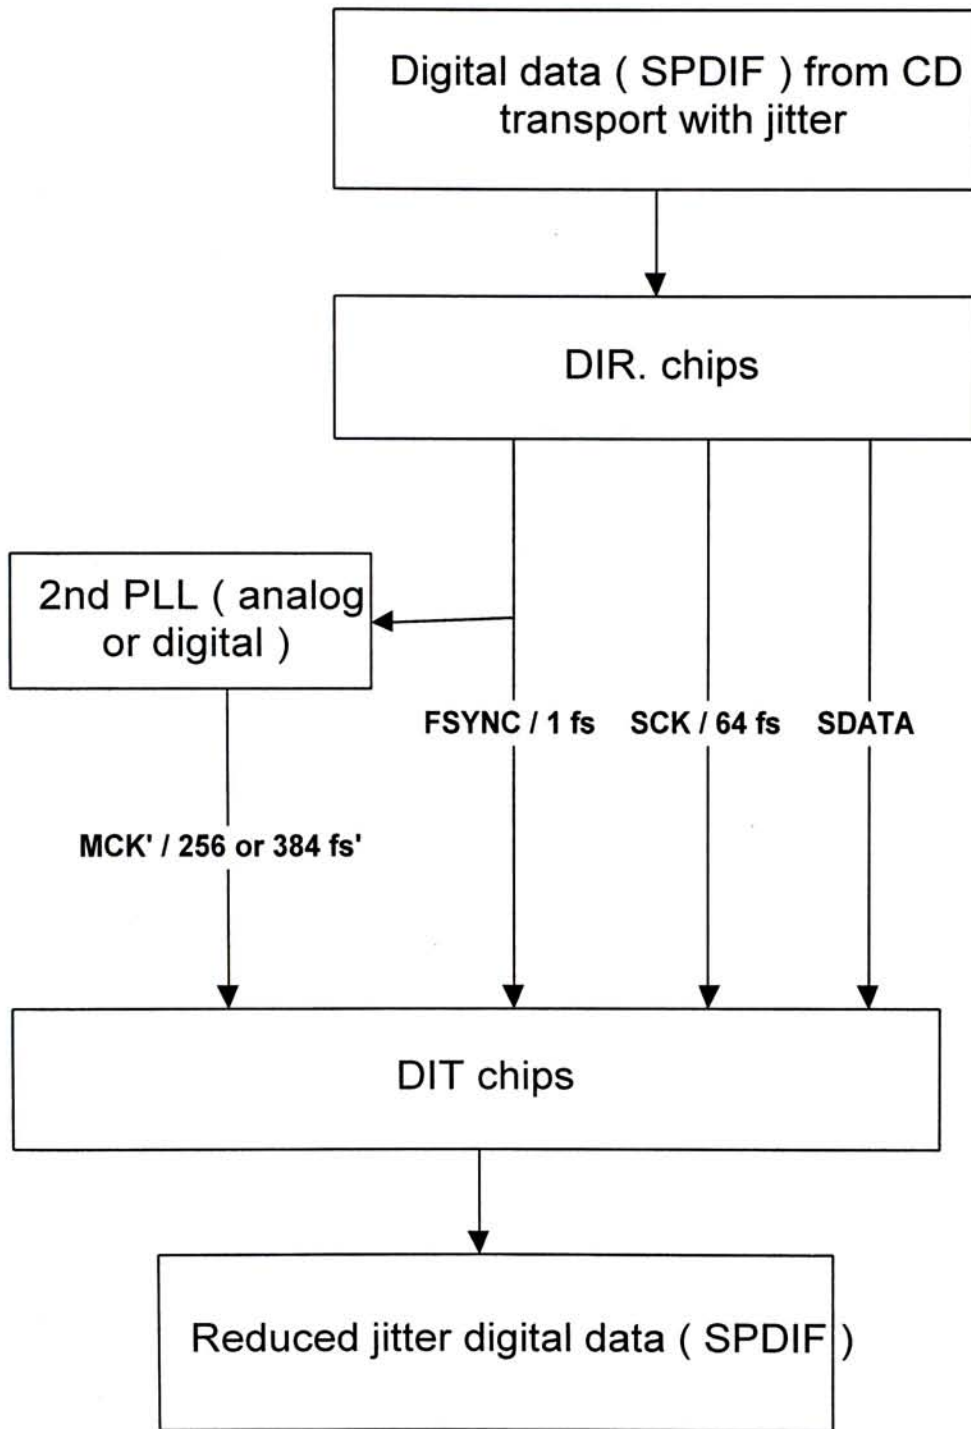 Digital data ( SPDIF ) from CD
transport with jitter
DIR. chips
2nd PLL ( analog
or digital )
FSYNC / 1 fs
SCK / 64 fs
SDATA
MCK' / 256 or 384 fs'
DIT chips
Reduced jitter digital data ( SPDIF )